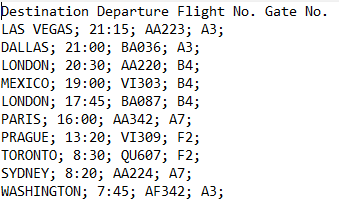 Destination Departure Flight No. Gate No.
LAS VEGAS; 21:15; AA223; A3;
DALLAS; 21:00; BA036; A3;
LONDON; 20:30; AA220; B4;
MEXICO; 19:00; VI303; B4;
LONDON; 17:45; BA087; B4;
PARIS; 16:00; AA342; A7;
PRAGUE; 13:20; VI309; F2;
TORONTO; 8:30; QU607; F2;
SYDNEY; 8:20; AA224; A7;
WASHINGTON; 7:45; AF342; A3;